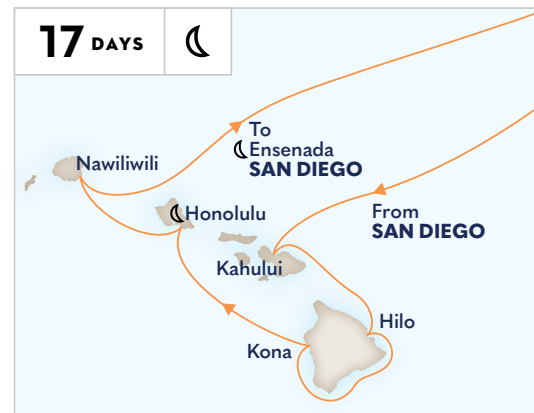 17 DAYS
To
Ensenada
SAN DIEGO
Nawiliwili
Honolulu
From
SAN DIEGO
Kahului
Hilo
Kona